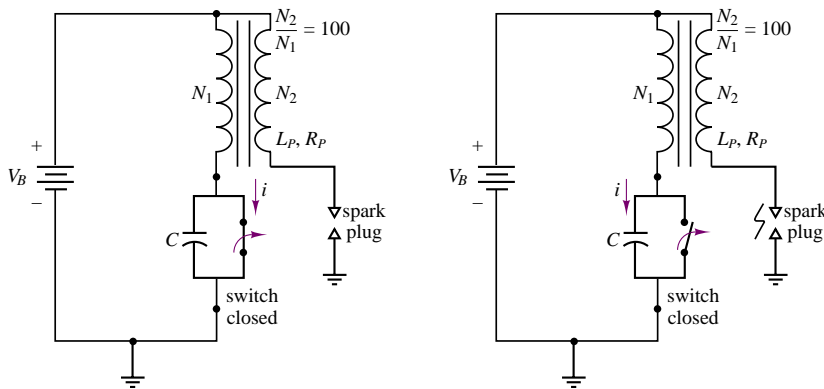 N2
N1 = 100
N1
N2
LP, RP
+
VB
−
i
C
spark
plug
switch
closed
N2
N1 = 100
N1
N2
LP, RP
+
VB
−
i
C
spark
plug
switch
closed